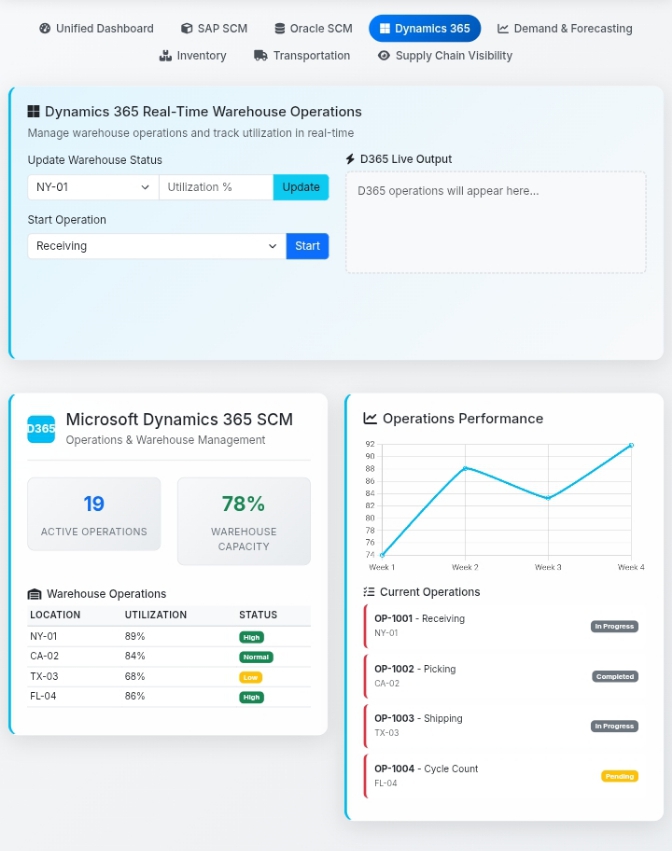 Unified Dashboard SAP SCM Oracle SCM Dynamics 365 Demand & Forecasting
Inventory Transportation Supply Chain Visibility
Dynamics 365 Real-Time Warehouse Operations
Manage warehouse operations and track utilization in real-time
Update Warehouse Status
NY-01 Utilization % Update
Start Operation
Receiving Start
D365 Live Output
D365 operations will appear here...
D365 Microsoft Dynamics 365 SCM
Operations & Warehouse Management
19
ACTIVE OPERATIONS
78%
WAREHOUSE
CAPACITY
Warehouse Operations
LOCATION UTILIZATION STATUS
NY-01 89% High
CA-02 84% Normal
TX-03 68% Low
FL-04 86% High
Operations Performance
92
90
88
86
84
82
80
78
76
74
Week 1 Week 2 Week 3 Week 4
Current Operations
OP-1001 - Receiving
NY-01
In Progress
OP-1002 - Picking
CA-02
Completed
OP-1003 - Shipping
TX-03
In Progress
OP-1004 - Cycle Count
FL-04
Pending